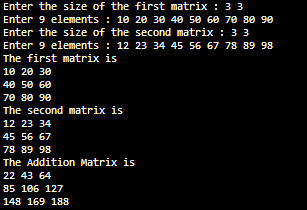 Enter the size of the first matrix : 3 3
Enter 9 elements : 10 20 30 40 50 60 70 80 90
Enter the size of the second matrix : 3 3
Enter 9 elements : 12 23 34 45 56 67 78 89 98
The first matrix is
10 20 30
40 50 60
70 80 90
The second matrix is
12 23 34
45 56 67
78 89 98
The Addition Matrix is
22 43 64
85 106 127
148 169 188